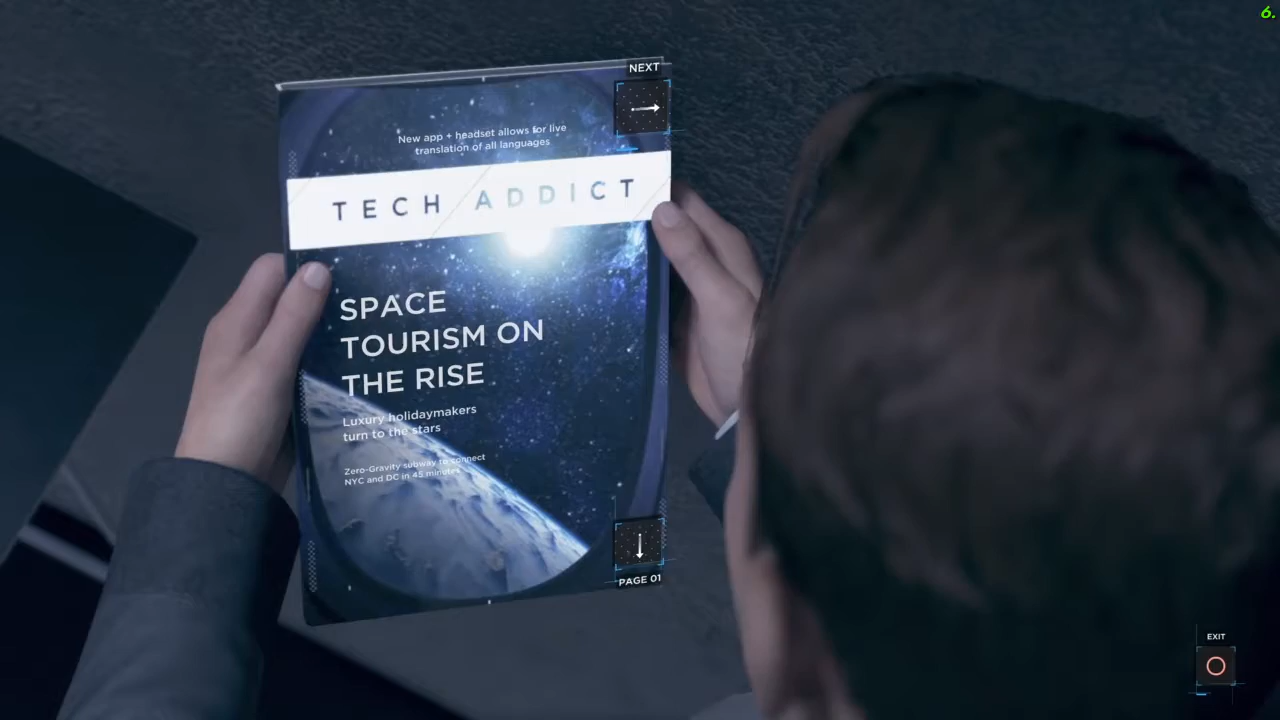 6.
NEXT
New app + headset allows for live
translation of all languages
TECH ADDICT
SPACE
TOURISM ON
THE RISE
Luxury holidaymakers
turn to the stars
Zero-Gravity subway to connect
NYC and DC in 45 minutes
PAGE 01
EXIT